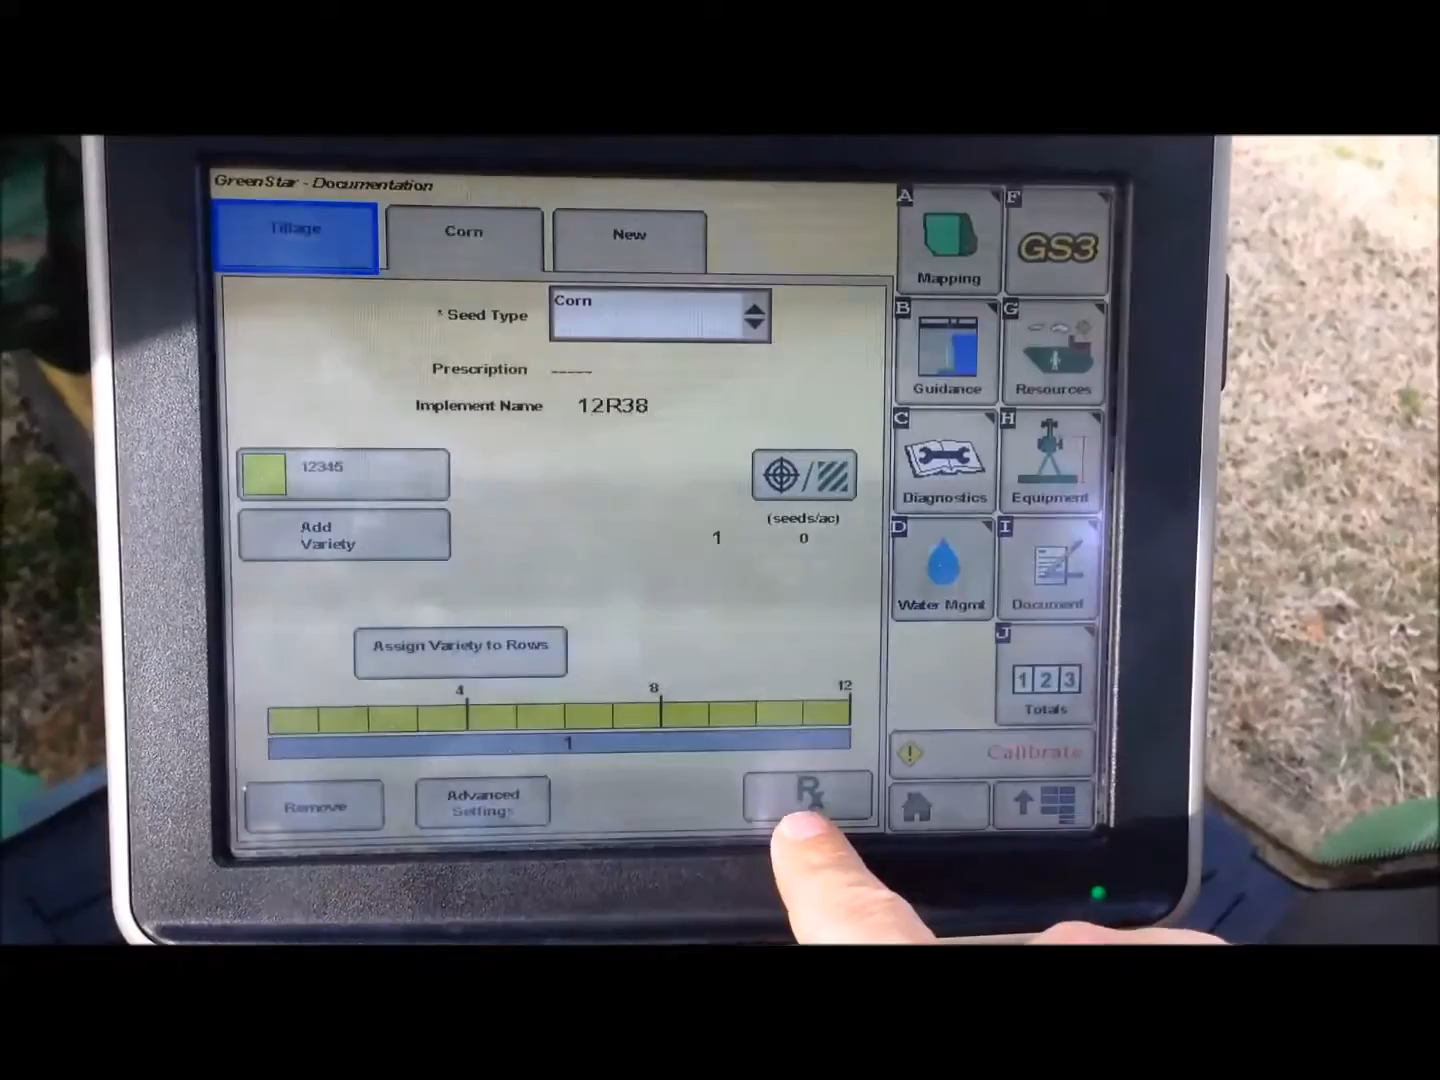 GreenStar - Documentation
Tillage
Corn
New
* Seed Type
Corn
Prescription
-----
Implement Name
12R38
12345
Add
Variety
(seeds/ac)
1
0
Assign Variety to Rows
4
8
12
1
Remove
Advanced
Settings
Rx
A
Mapping
F
GS3
B
Guidance
G
Resources
C
Diagnostics
H
Equipment
D
Water Mgmt
I
Document
J
1 2 3
Totals
! Calibrate